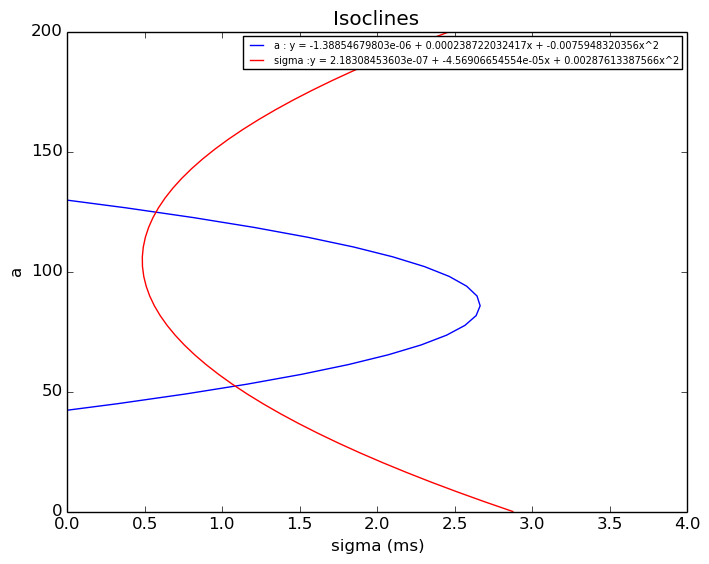 Isoclines
a : y = -1.38854679803e-06 + 0.000238722032417x + -0.0075948320356x^2
sigma :y = 2.18308453603e-07 + -4.56906654554e-05x + 0.00287613387566x^2
200
150
100
50
0
a
0.0 0.5 1.0 1.5 2.0 2.5 3.0 3.5 4.0
sigma (ms)